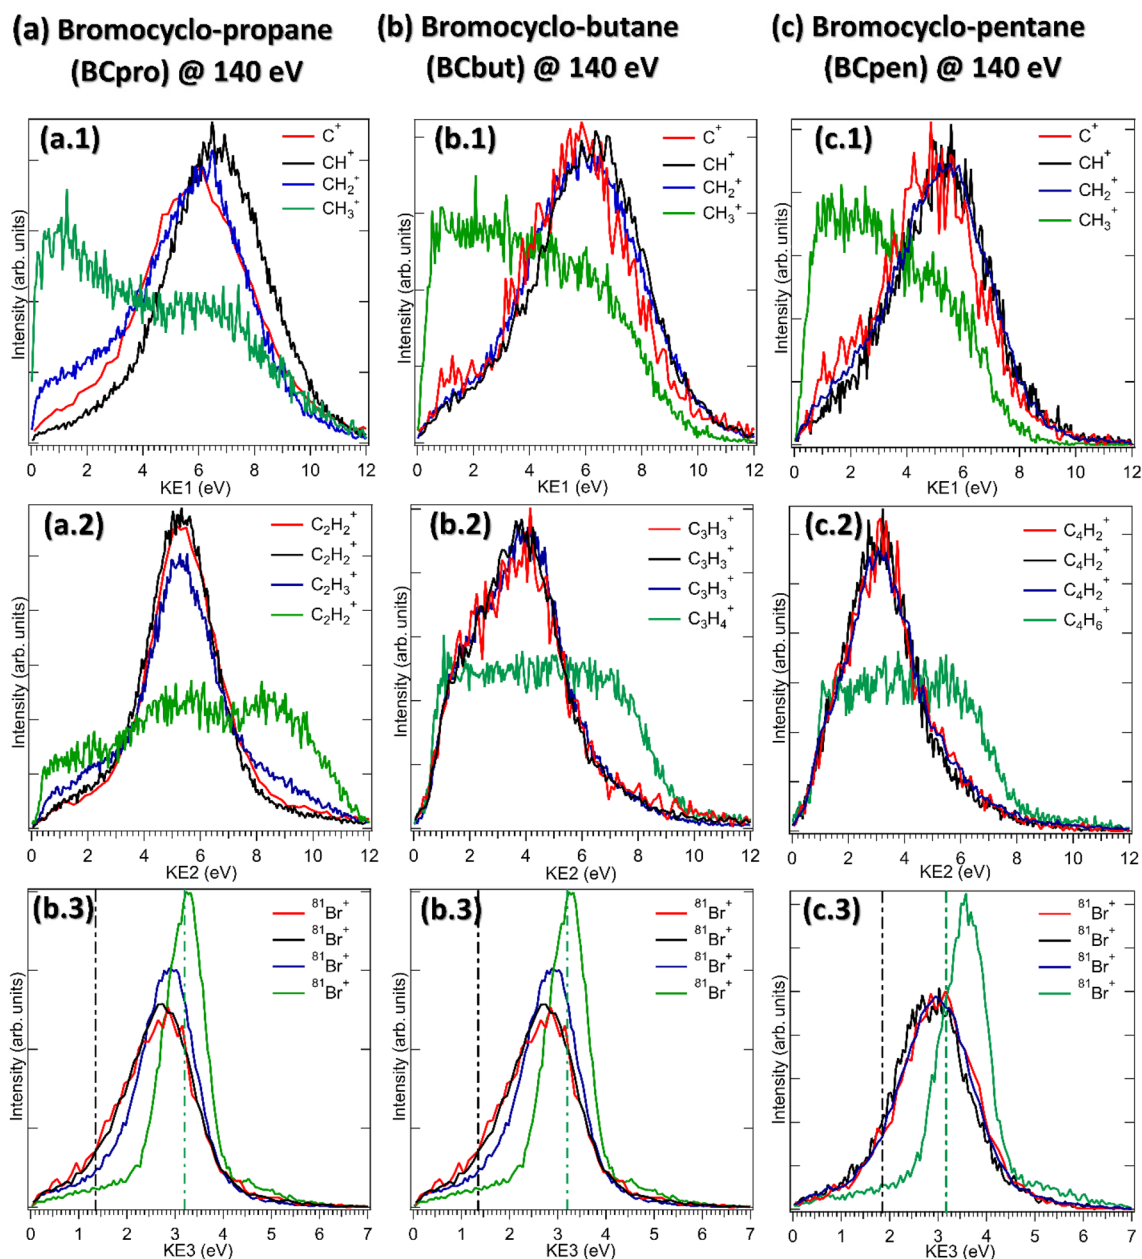 (a) Bromocyclo-propane
(BCpro) @ 140 eV
(b) Bromocyclo-butane
(BCbut) @ 140 eV
(c) Bromocyclo-pentane
(BCpen) @ 140 eV
(a.1)
C⁺
CH⁺
CH₂⁺
CH₃⁺
Intensity (arb. units)
0 2 4 6 8 10 12
KE1 (eV)
(b.1)
C⁺
CH⁺
CH₂⁺
CH₃⁺
Intensity (arb. units)
0 2 4 6 8 10 12
KE1 (eV)
(c.1)
C⁺
CH⁺
CH₂⁺
CH₃⁺
Intensity (arb. units)
0 2 4 6 8 10 12
KE1 (eV)
(a.2)
C₂H₂⁺
C₂H₂⁺
C₂H₃⁺
C₂H₂⁺
Intensity (arb. units)
0 2 4 6 8 10 12
KE2 (eV)
(b.2)
C₃H₃⁺
C₃H₃⁺
C₃H₃⁺
C₃H₄⁺
Intensity (arb. units)
0 2 4 6 8 10 12
KE2 (eV)
(c.2)
C₄H₂⁺
C₄H₂⁺
C₄H₂⁺
C₄H₆⁺
Intensity (arb. units)
0 2 4 6 8 10 12
KE2 (eV)
(b.3)
⁸¹Br⁺
⁸¹Br⁺
⁸¹Br⁺
⁸¹Br⁺
Intensity (arb. units)
0 1 2 3 4 5 6 7
KE3 (eV)
(b.3)
⁸¹Br⁺
⁸¹Br⁺
⁸¹Br⁺
⁸¹Br⁺
Intensity (arb. units)
0 1 2 3 4 5 6 7
KE3 (eV)
(c.3)
⁸¹Br⁺
⁸¹Br⁺
⁸¹Br⁺
⁸¹Br⁺
Intensity (arb. units)
0 1 2 3 4 5 6 7
KE3 (eV)